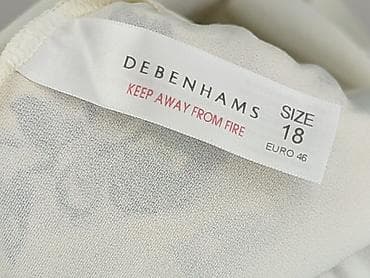 DEBENHAMS
KEEP AWAY FROM FIRE
SIZE
18
EURO 46